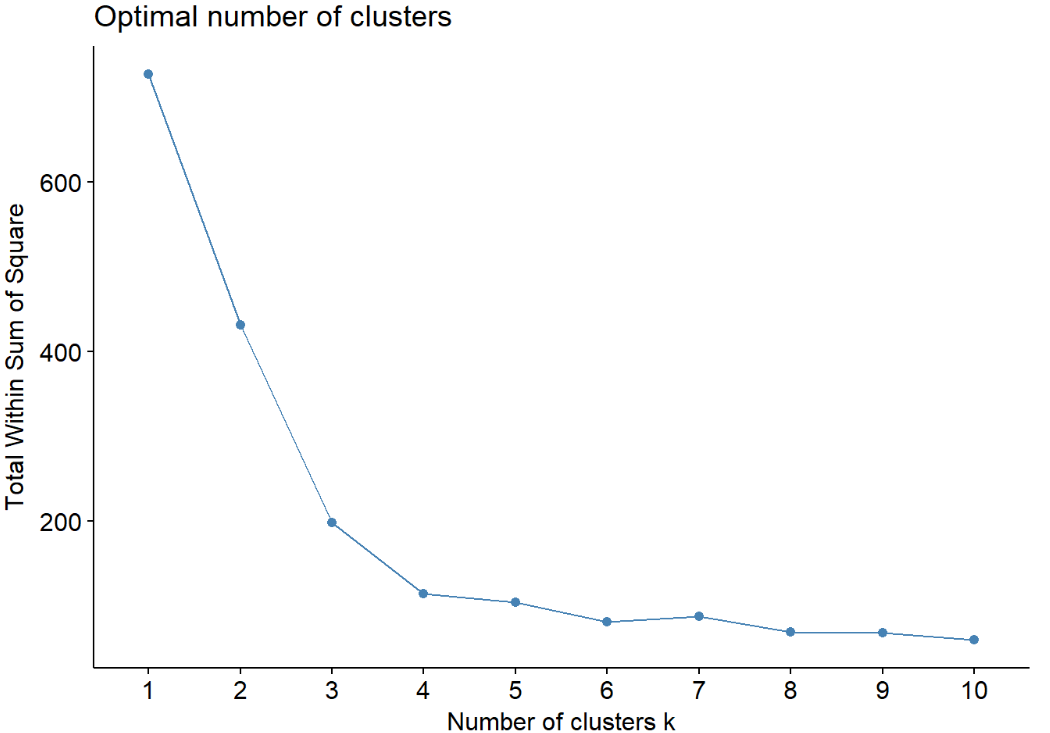 Optimal number of clusters
Total Within Sum of Square
600
400
200
1 2 3 4 5 6 7 8 9 10
Number of clusters k